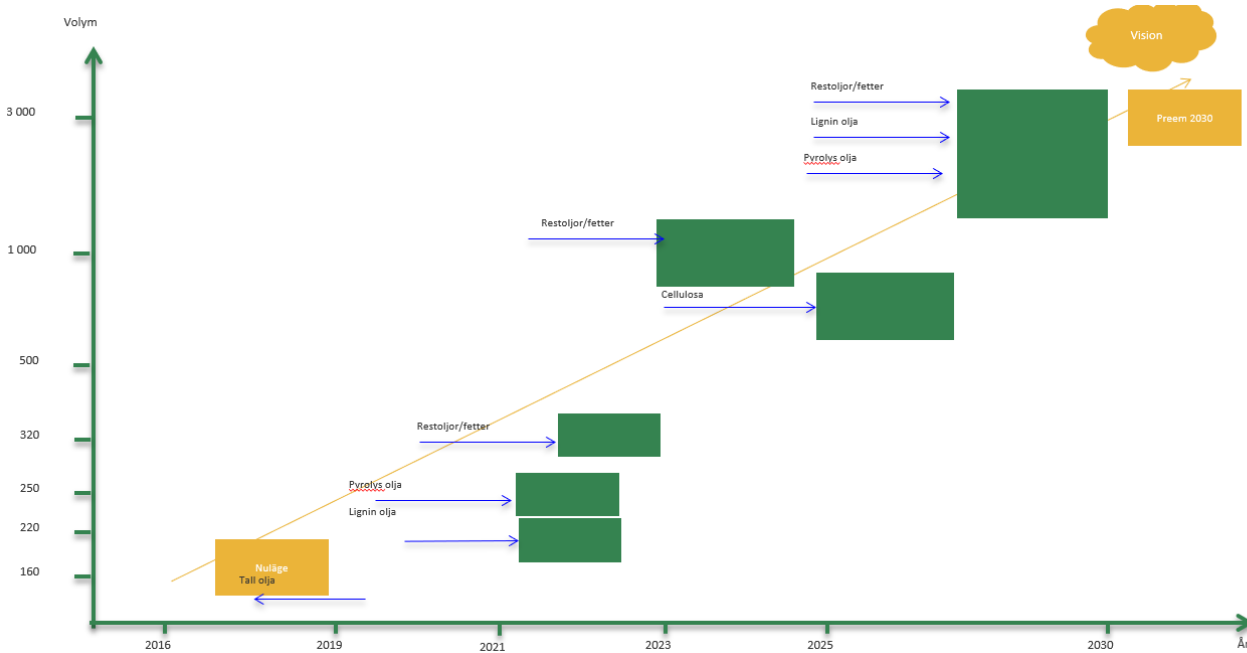 Volym
Vision
3 000
Restoljor/fetter
Preem 2030
Lignin olja
Pyrolys olja
Restoljor/fetter
1 000
Cellulosa
500
Restoljor/fetter
320
Pyrolys olja
250
Lignin olja
220
Nuläge
160
Tall olja
2016
2019
2021
2023
2025
2030
År